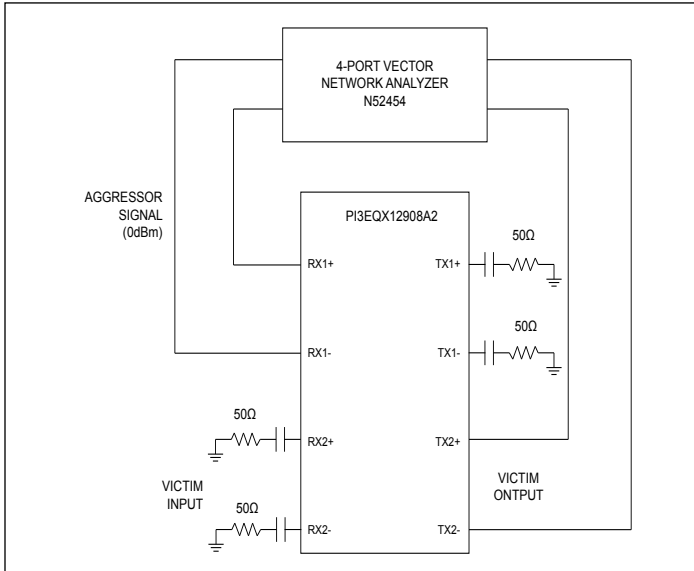 4-PORT VECTOR
NETWORK ANALYZER
N52454
AGGRESSOR
SIGNAL
(0dBm)
PI3EQX12908A2
RX1+
TX1+
50Ω
RX1-
TX1-
50Ω
50Ω
RX2+
TX2+
VICTIM
INPUT
VICTIM
ONTPUT
50Ω
RX2-
TX2-